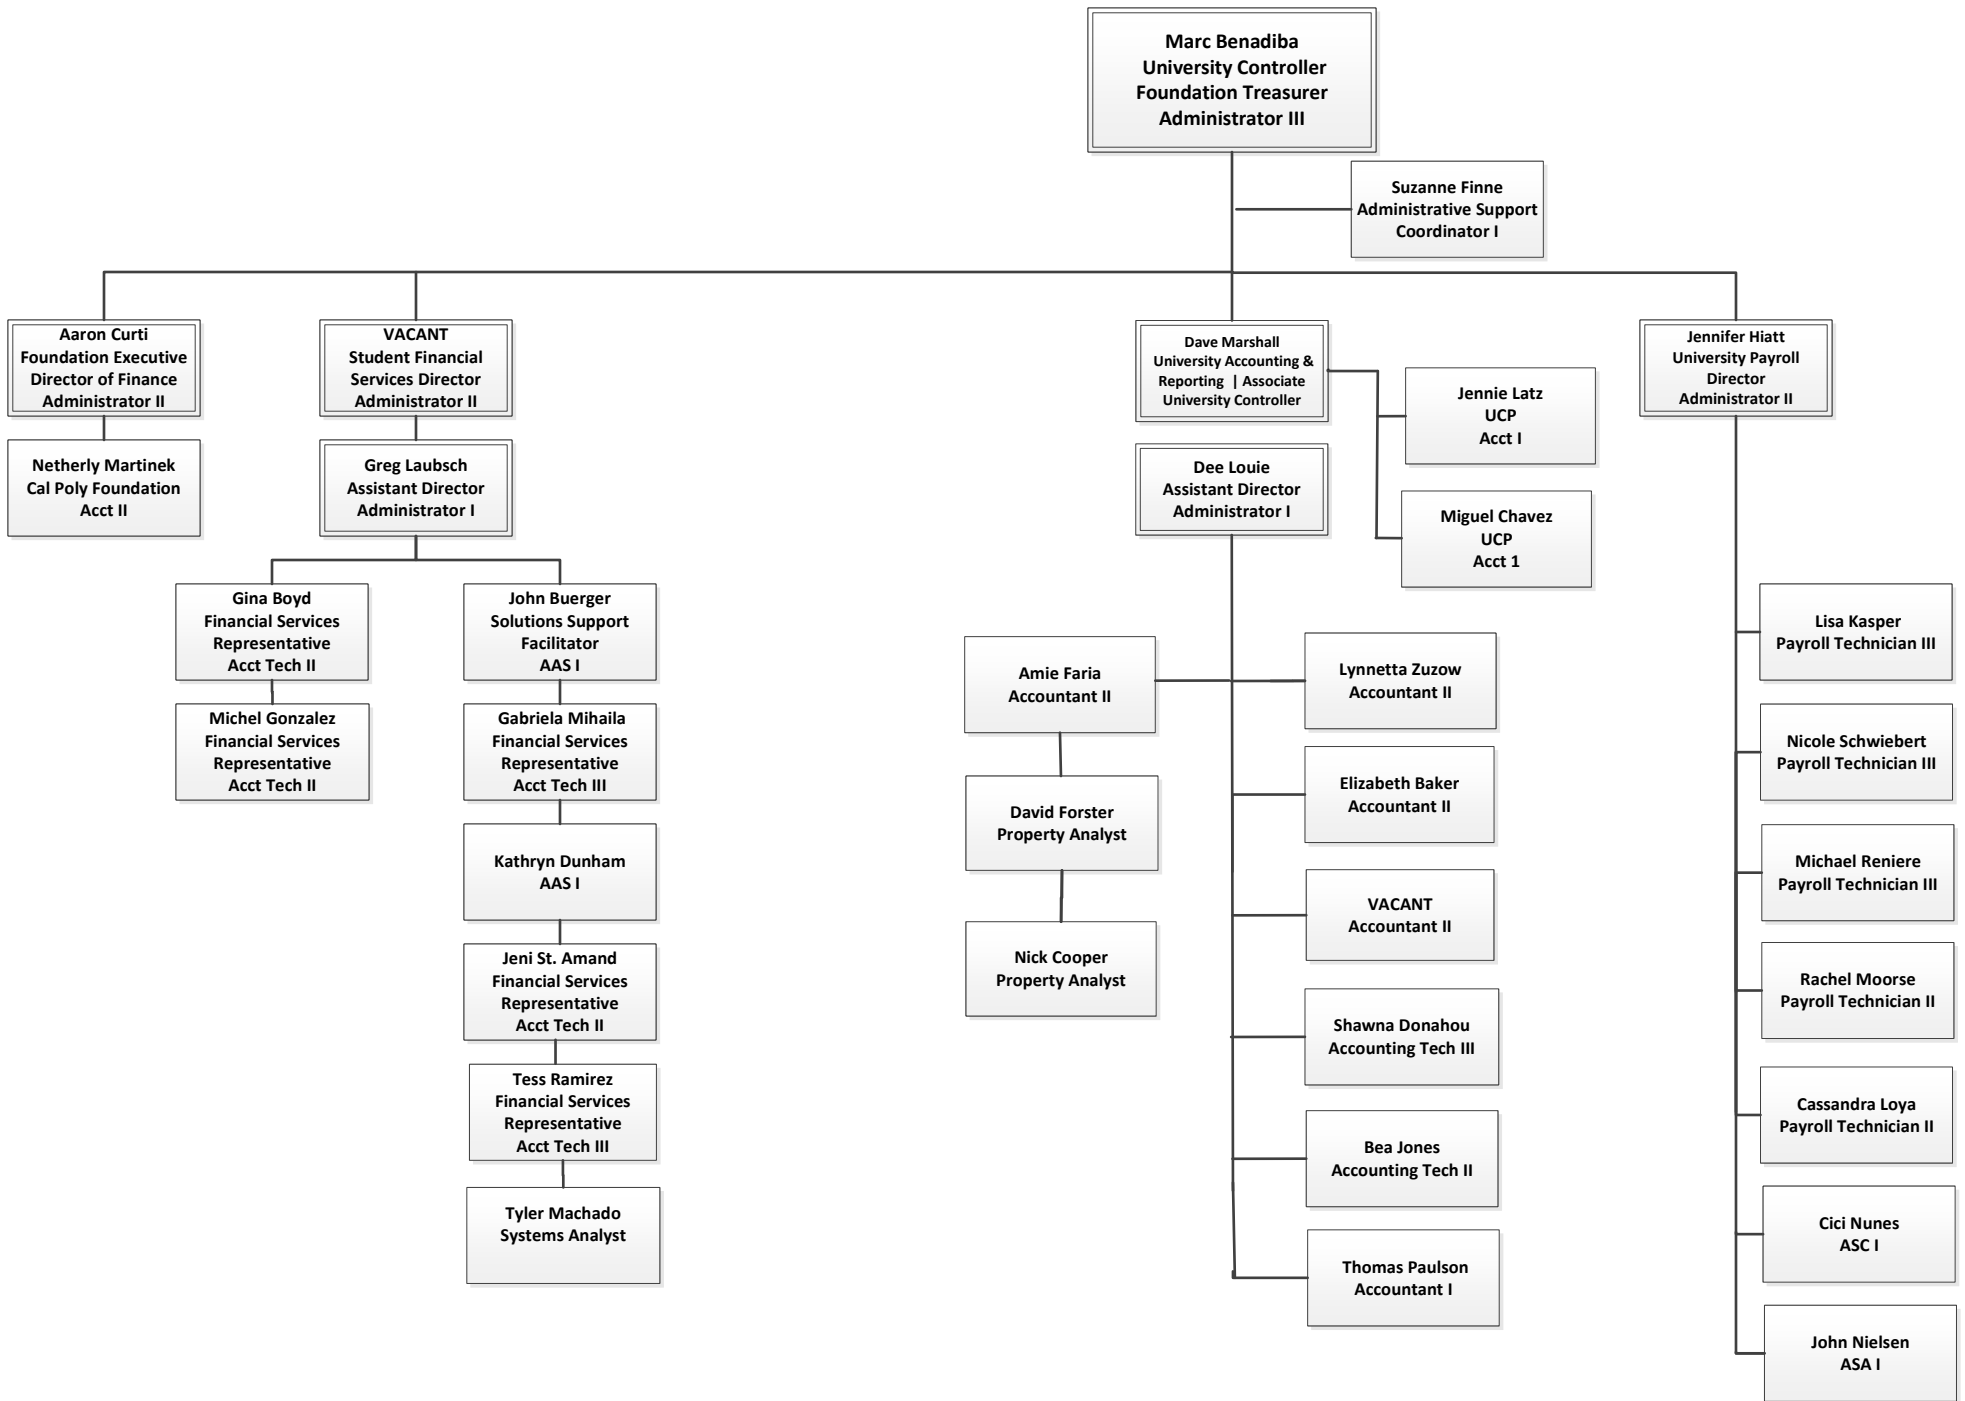 Marc Benadiba
University Controller
Foundation Treasurer
Administrator III
Suzanne Finne
Administrative Support
Coordinator I
Aaron Curti
Foundation Executive
Director of Finance
Administrator II
VACANT
Student Financial
Services Director
Administrator II
Dave Marshall
University Accounting &
Reporting | Associate
University Controller
Jennifer Hiatt
University Payroll
Director
Administrator II
Jennie Latz
UCP
Acct I
Netherly Martinek
Cal Poly Foundation
Acct II
Greg Laubsch
Assistant Director
Administrator I
Dee Louie
Assistant Director
Administrator I
Miguel Chavez
UCP
Acct 1
Gina Boyd
Financial Services
Representative
Acct Tech II
John Buerger
Solutions Support
Facilitator
AAS I
Michel Gonzalez
Financial Services
Representative
Acct Tech II
Gabriela Mihaila
Financial Services
Representative
Acct Tech III
Kathryn Dunham
AAS I
Jeni St. Amand
Financial Services
Representative
Acct Tech II
Tess Ramirez
Financial Services
Representative
Acct Tech III
Tyler Machado
Systems Analyst
Amie Faria
Accountant II
David Forster
Property Analyst
Nick Cooper
Property Analyst
Lynnetta Zuzow
Accountant II
Elizabeth Baker
Accountant II
VACANT
Accountant II
Shawna Donahou
Accounting Tech III
Bea Jones
Accounting Tech II
Thomas Paulson
Accountant I
Lisa Kasper
Payroll Technician III
Nicole Schwiebert
Payroll Technician III
Michael Reniere
Payroll Technician III
Rachel Moorse
Payroll Technician II
Cassandra Loya
Payroll Technician II
Cici Nunes
ASC I
John Nielsen
ASA I